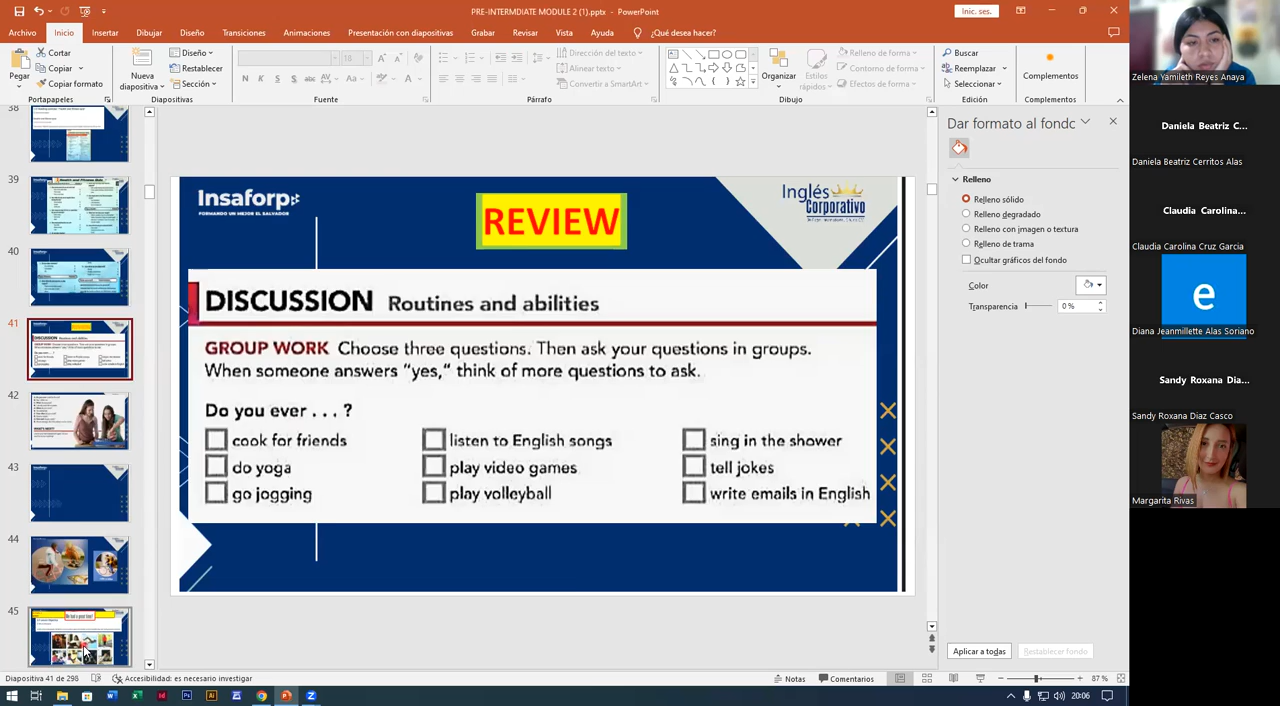 PRE-INTERMDIATE MODULE 2 (1).pptx - PowerPoint
Inic. ses.
Archivo Inicio Insertar Dibujar Diseño Transiciones Animaciones Presentación con diapositivas Grabar Revisar Vista Ayuda ¿Qué desea hacer?
Pegar
Cortar
Copiar
Copiar formato
Portapapeles
Nueva diapositiva
Diseño
Restablecer
Sección
Diapositivas
18
N K S S abc AV Aa A
Fuente
Dirección del texto
Alinear texto
Convertir a SmartArt
Párrafo
Organizar
Estilos rápidos
Relleno de forma
Contorno de forma
Efectos de forma
Dibujo
Buscar
Reemplazar
Seleccionar
Edición
Complementos
Complementos
38
39
40
41
42
43
44
45
Insaforp
FORMANDO UN MEJOR EL SALVADOR
REVIEW
Inglés
Corporativo
DISCUSSION Routines and abilities
GROUP WORK Choose three questions. Then ask your questions in groups.
When someone answers "yes," think of more questions to ask.
o you ever . . . ?
cook for friends listen to English songs sing in the shower
do yoga play video games tell jokes
go jogging play volleyball write emails in English
Dar formato al fondo
Relleno
Relleno sólido
Relleno degradado
Relleno con imagen o textura
Relleno de trama
Ocultar gráficos del fondo
Color
Transparencia 0 %
Aplicar a todas Restablecer fondo
Zelena Yamileth Reyes Anaya
Daniela Beatriz C...
Daniela Beatriz Cerritos Alas
Claudia Carolina...
Claudia Carolina Cruz Garcia
e
Diana Jeanmillette Alas Soriano
Sandy Roxana Dia...
Sandy Roxana Diaz Casco
Margarita Rivas
Diapositiva 41 de 298 Accesibilidad: es necesario investigar Notas Comentarios 87 %
20:06